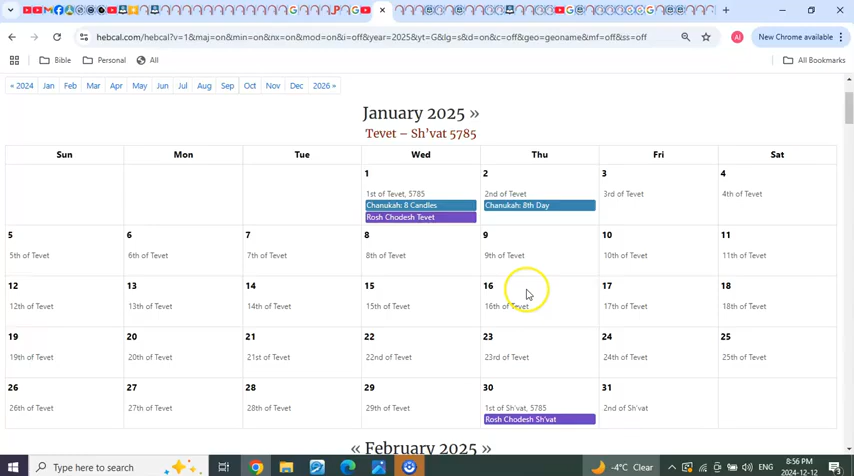 hebcal.com/hebcal?v=1&maj=on&min=on&nx=on&mod=on&i=off&year=2025&yt=G&lg=s&d=on&c=off&geo=geoname&mf=off&ss=off
New Chrome available
Bible Personal All All Bookmarks
« 2024 Jan Feb Mar Apr May Jun Jul Aug Sep Oct Nov Dec 2026 »
January 2025 »
Tevet – Sh'vat 5785
Sun Mon Tue Wed Thu Fri Sat
1 2 3 4
1st of Tevet, 5785 2nd of Tevet 3rd of Tevet 4th of Tevet
Chanukah: 8 Candles Chanukah: 8th Day
Rosh Chodesh Tevet
5 6 7 8 9 10 11
5th of Tevet 6th of Tevet 7th of Tevet 8th of Tevet 9th of Tevet 10th of Tevet 11th of Tevet
12 13 14 15 16 17 18
12th of Tevet 13th of Tevet 14th of Tevet 15th of Tevet 16th of Tevet 17th of Tevet 18th of Tevet
19 20 21 22 23 24 25
19th of Tevet 20th of Tevet 21st of Tevet 22nd of Tevet 23rd of Tevet 24th of Tevet 25th of Tevet
26 27 28 29 30 31
26th of Tevet 27th of Tevet 28th of Tevet 29th of Tevet 1st of Sh'vat, 5785 2nd of Sh'vat
Rosh Chodesh Sh'vat
« February 2025 »
Type here to search -4°C Clear ENG 8:56 PM
2024-12-12